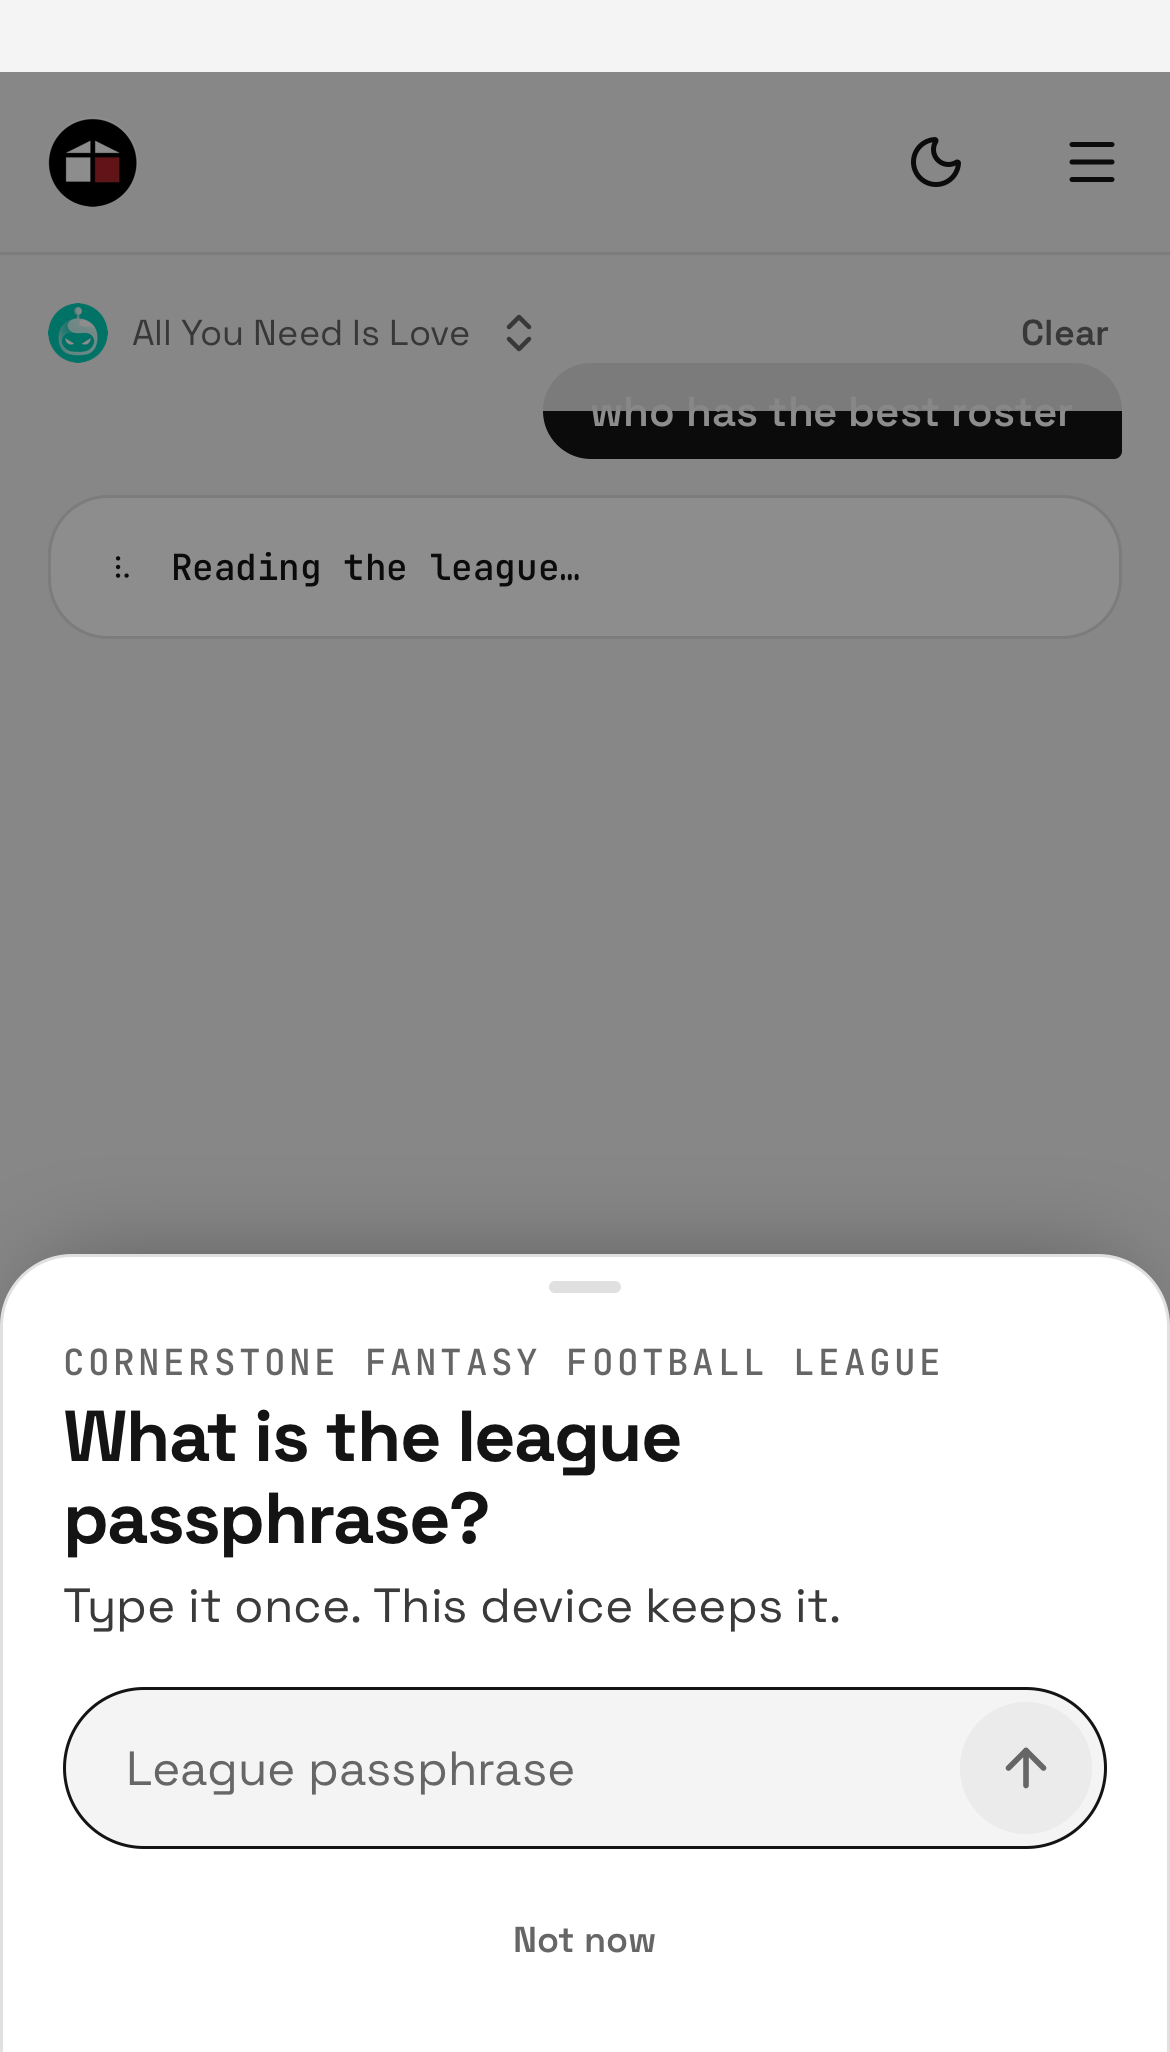 All You Need Is Love
Clear
who has the best roster
Reading the league…
CORNERSTONE FANTASY FOOTBALL LEAGUE
What is the league
passphrase?
Type it once. This device keeps it.
League passphrase
Not now